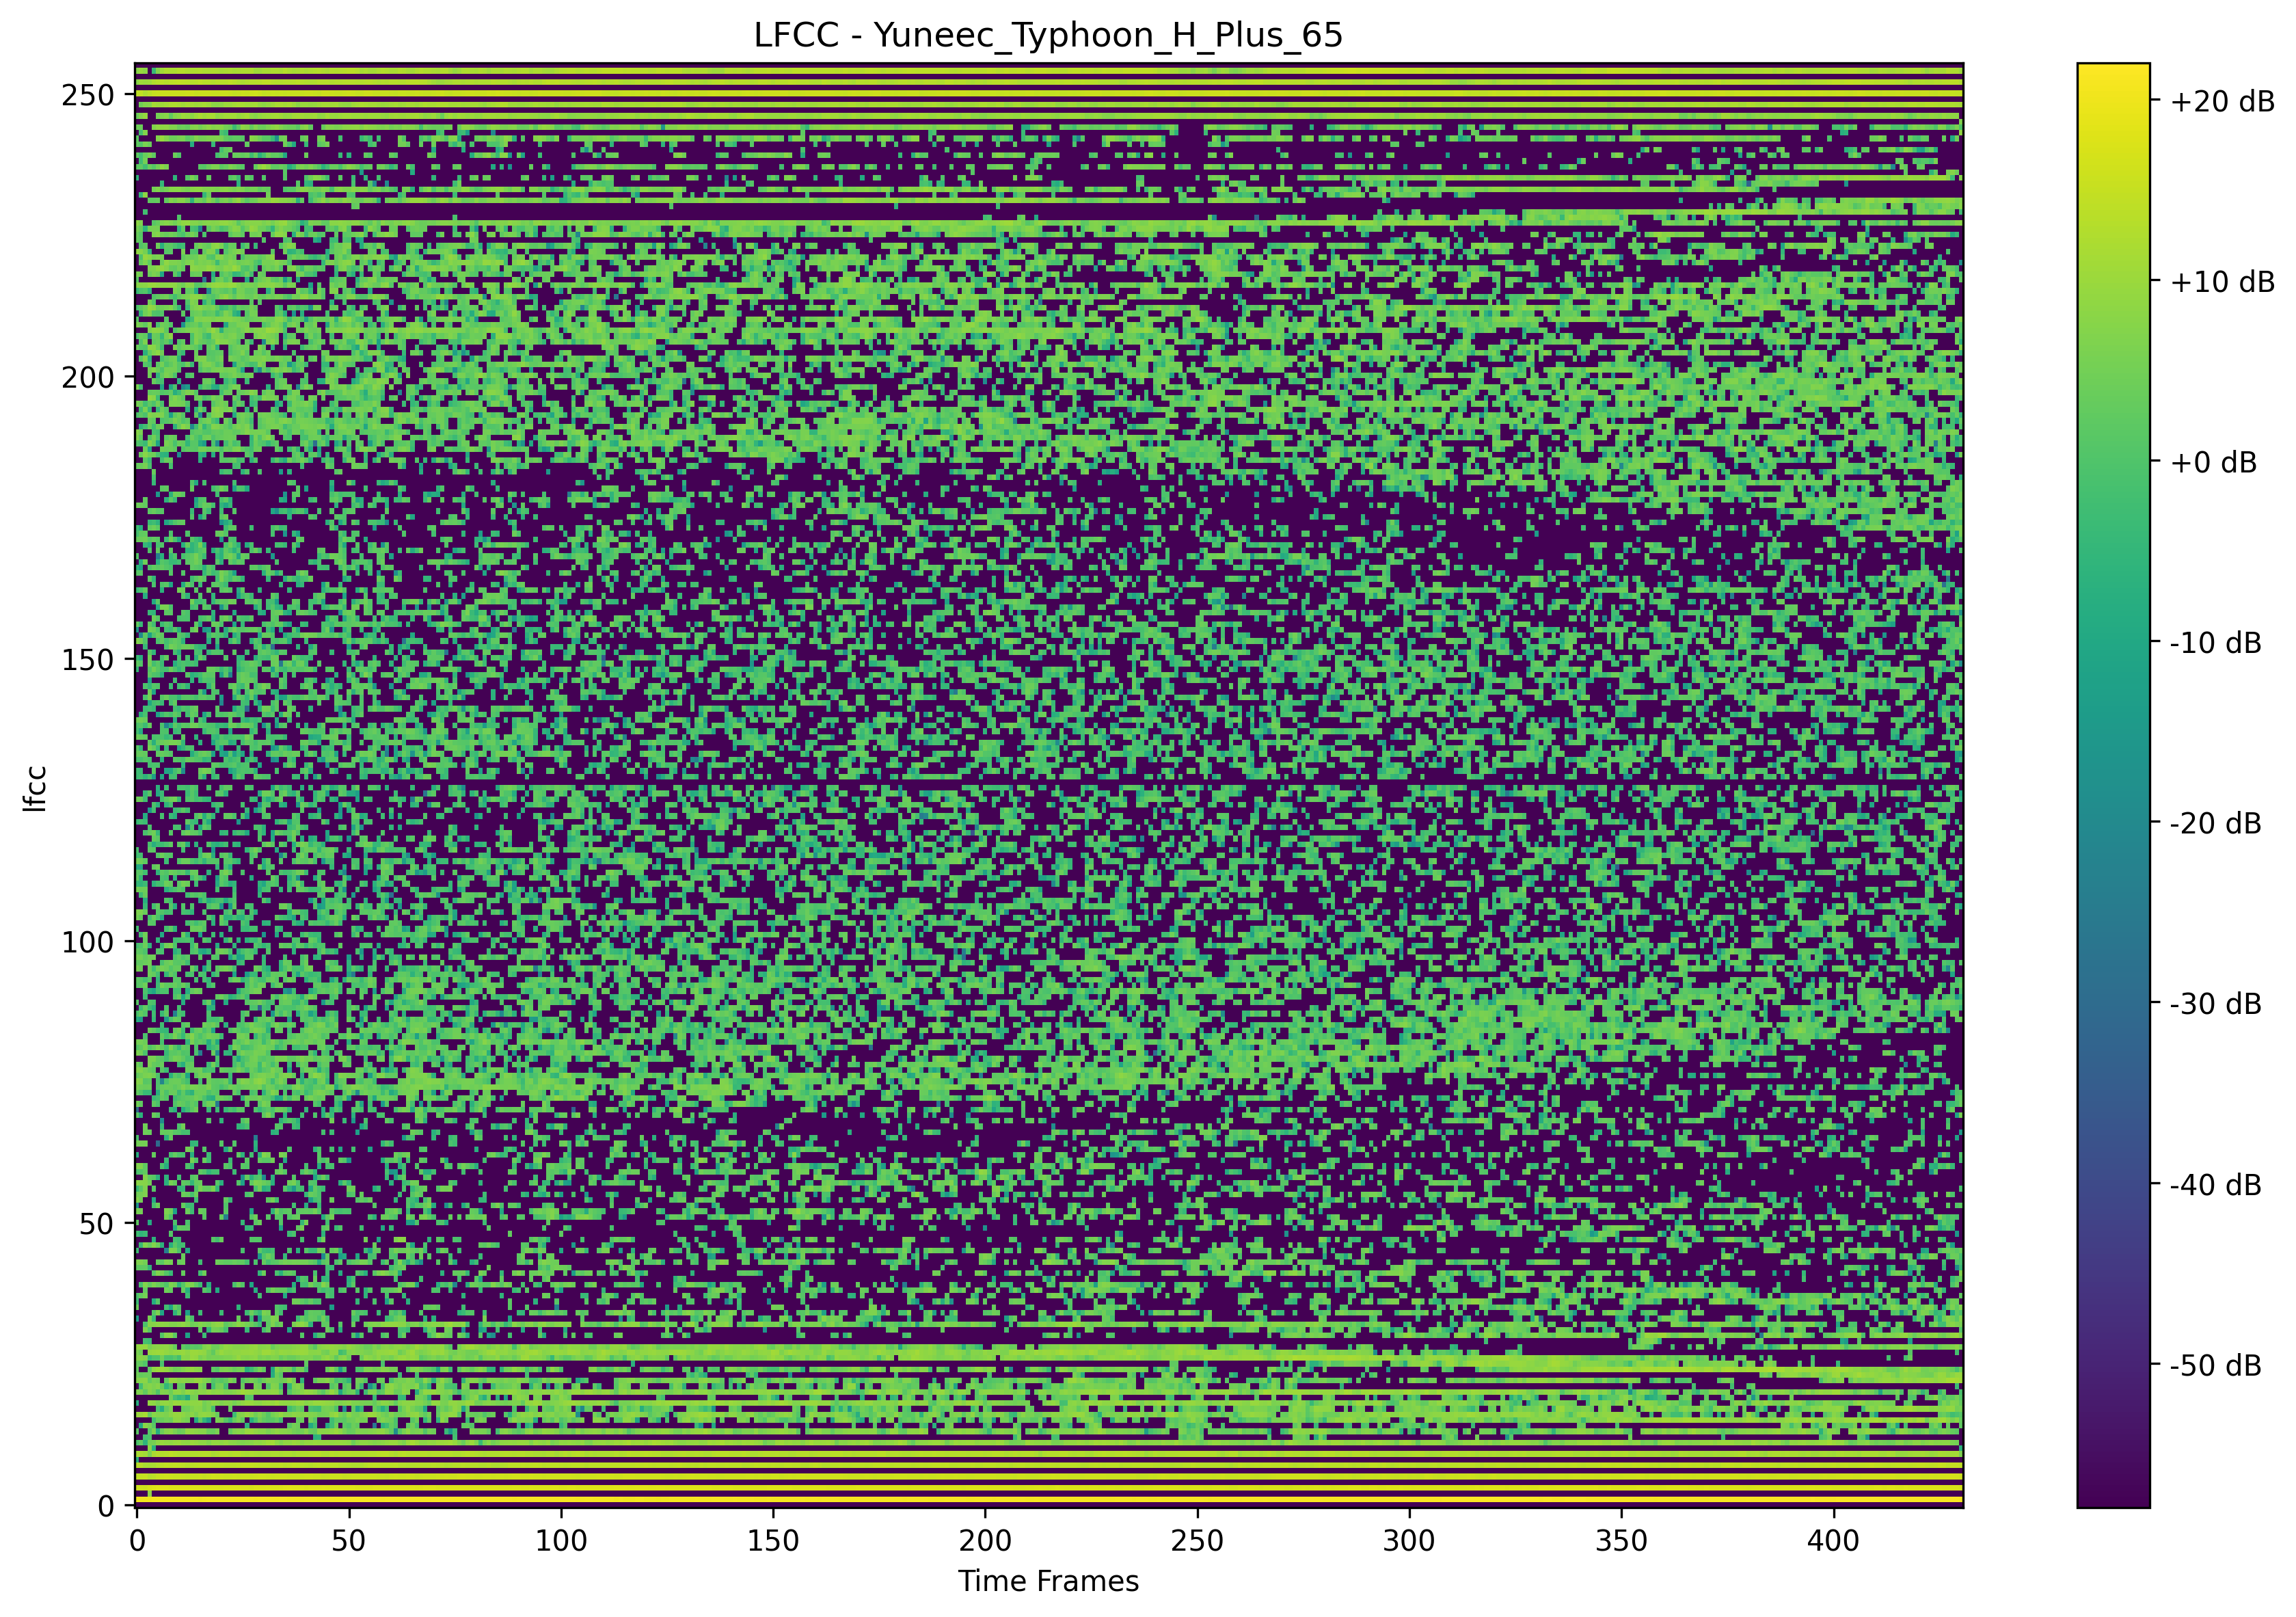 LFCC - Yuneec_Typhoon_H_Plus_65
250
200
150
100
50
0
lfcc
0 50 100 150 200 250 300 350 400
Time Frames
+20 dB
+10 dB
+0 dB
-10 dB
-20 dB
-30 dB
-40 dB
-50 dB